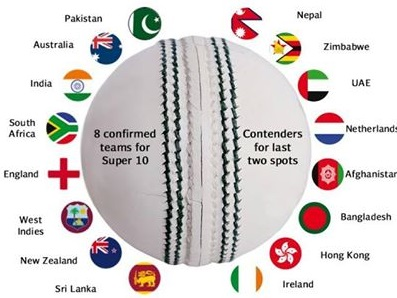 Pakistan
Australia
India
South
Africa
England
West
Indies
New Zealand
Sri Lanka
8 confirmed
teams for
Super 10
Contenders
for last
two spots
Nepal
Zimbabwe
UAE
Netherlands
Afghanistan
Bangladesh
Hong Kong
Ireland